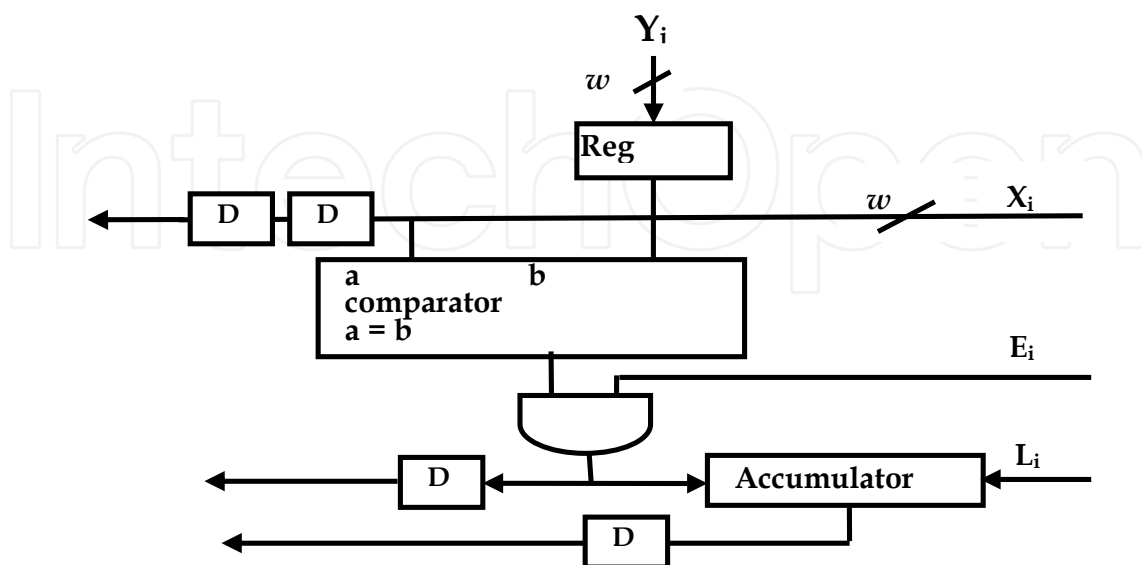 Yi
w
Reg
D D w Xi
a b
comparator
a = b
Ei
Li
D Accumulator
D
IntechOpen